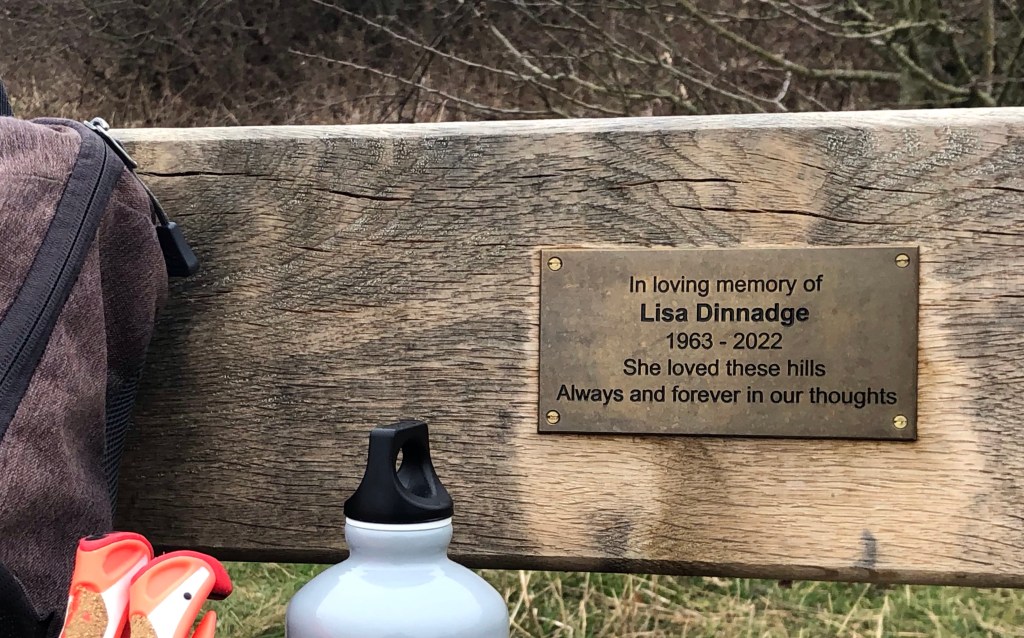 In loving memory of
Lisa Dinnadge
1963 - 2022
She loved these hills
Always and forever in our thoughts